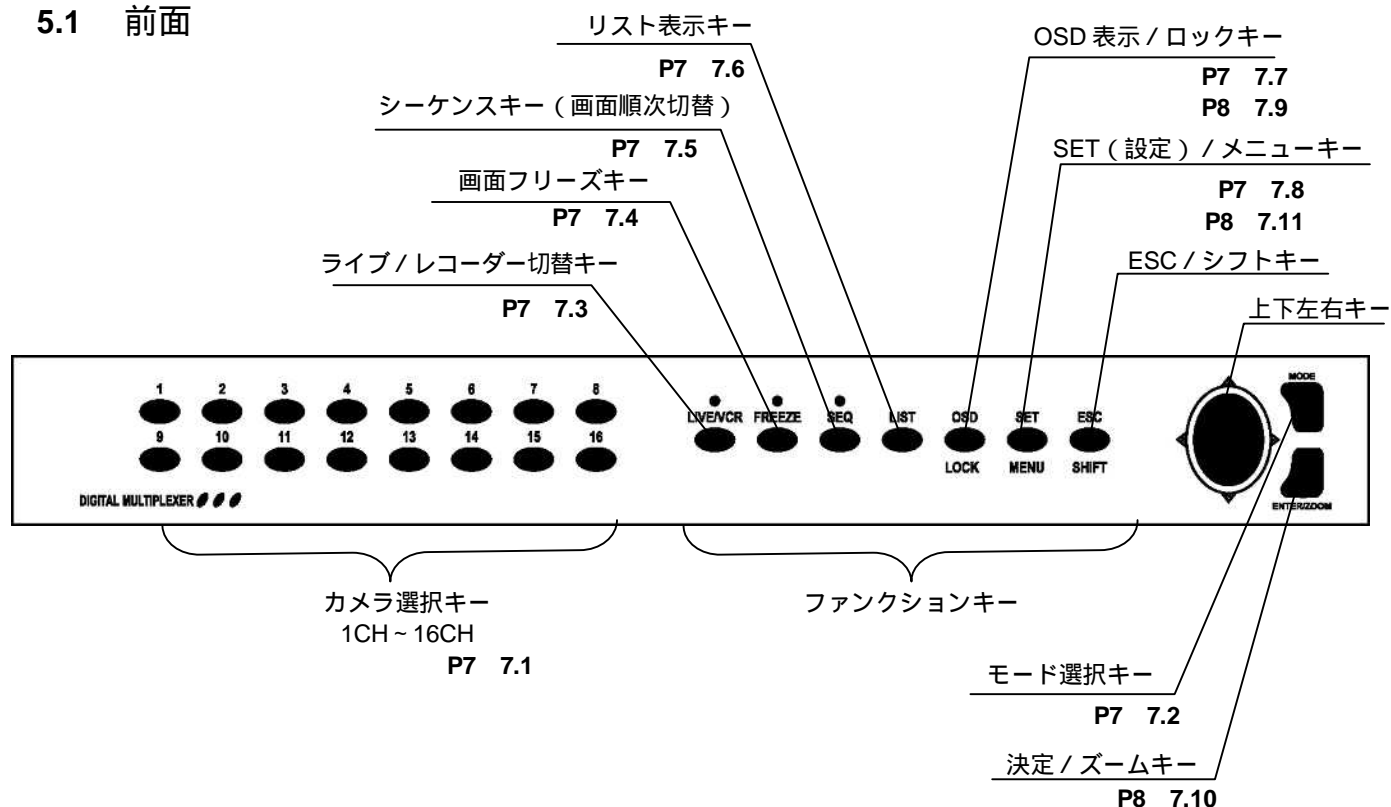 5.1 前面
リスト表示キー
P7 7.6
OSD 表示 / ロックキー
P7 7.7
P8 7.9
シーケンスキー ( 画面順次切替 )
P7 7.5
SET ( 設定 ) / メニューキー
P7 7.8
P8 7.11
画面フリーズキー
P7 7.4
ライブ / レコーダー切替キー
P7 7.3
ESC / シフトキー
上下左右キー
1 2 3 4 5 6 7 8
9 10 11 12 13 14 15 16
LIVE/VCR FREEZE SEQ LIST OSD SET ESC
LOCK MENU SHIFT
MODE
ENTER/ZOOM
DIGITAL MULTIPLEXER
カメラ選択キー
1CH ~ 16CH
P7 7.1
ファンクションキー
モード選択キー
P7 7.2
決定 / ズームキー
P8 7.10